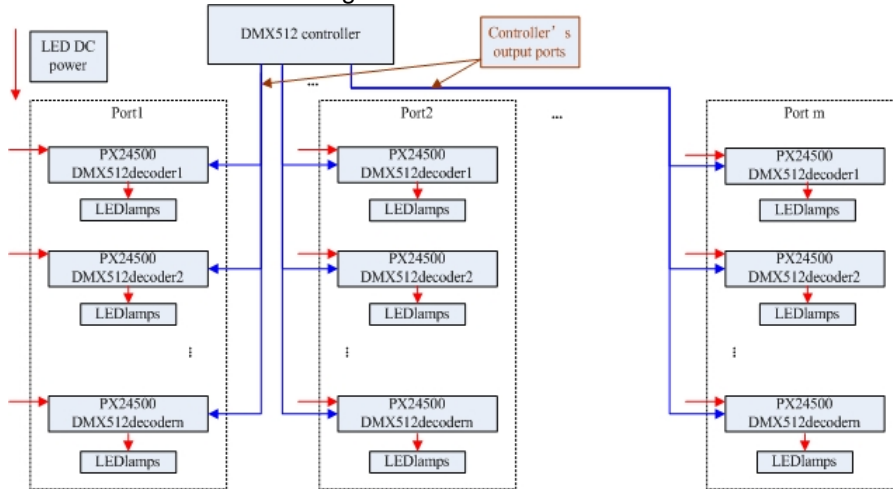 DMX512 controller
Controller's
output ports
LED DC
power
...
Port1
PX24500
DMX512decoder1
LEDlamps
PX24500
DMX512decoder2
LEDlamps
...
PX24500
DMX512decodern
LEDlamps
Port2
PX24500
DMX512decoder1
LEDlamps
PX24500
DMX512decoder2
LEDlamps
...
PX24500
DMX512decodern
LEDlamps
...
Port m
PX24500
DMX512decoder1
LEDlamps
PX24500
DMX512decoder2
LEDlamps
...
PX24500
DMX512decodern
LEDlamps